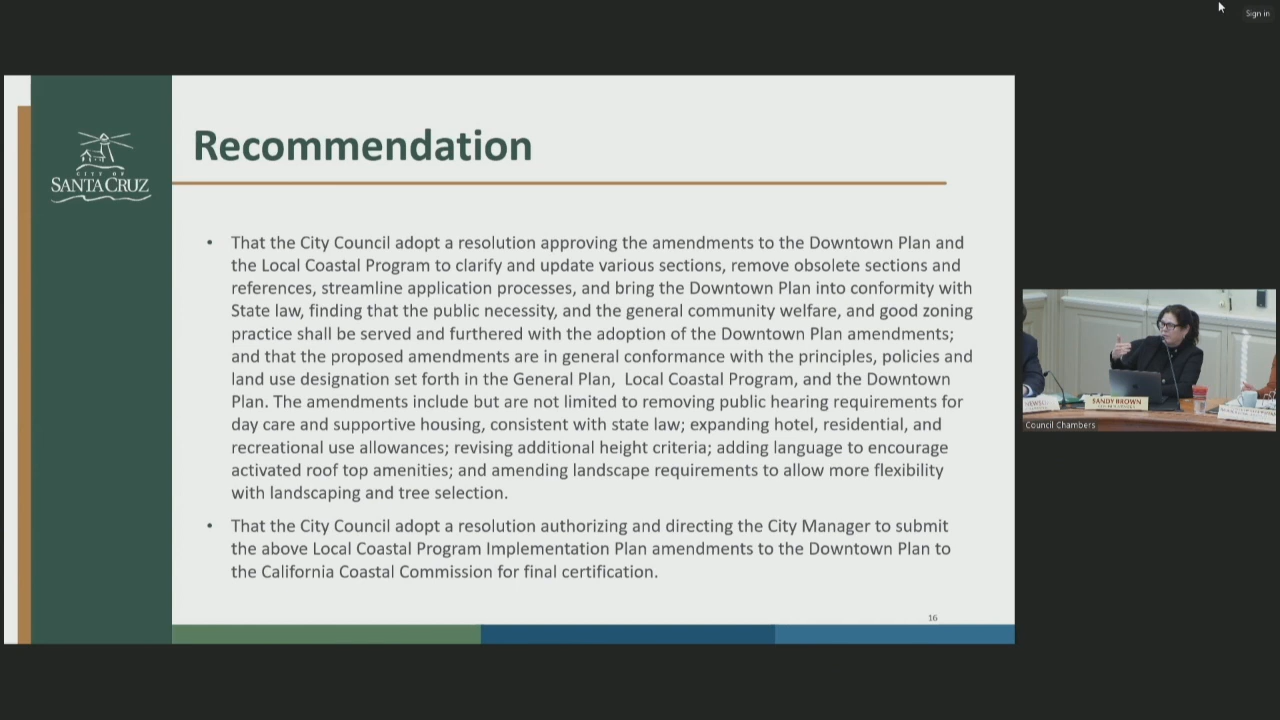 Sign in
CITY OF
SANTA CRUZ
Recommendation
• That the City Council adopt a resolution approving the amendments to the Downtown Plan and
the Local Coastal Program to clarify and update various sections, remove obsolete sections and
references, streamline application processes, and bring the Downtown Plan into conformity with
State law, finding that the public necessity, and the general community welfare, and good zoning
practice shall be served and futhered with the adoption of the Downtown Plan amendments;
and that the proposed amendments are in general conformance with the principles, policies and
land use designation set forth in the General Plan,  Local Coastal Program, and the Downtown
Plan. The amendments include but are not limited to removing public hearing requirements for
day care and supportive housing, consistent with state law; expanding hotel, residential, and
recreational use allowances; revising additional height criteria; adding language to encourage
activated roof top amenities; and amending landscape requirements to allow more flexibility
with landscaping and tree selection.
• That the City Council adopt a resolution authorizing and directing the City Manager to submit
the above Local Coastal Program Implementation Plan amendments to the Downtown Plan to
the California Coastal Commission for final certification.
16
SANDY BROWN
Council Chambers